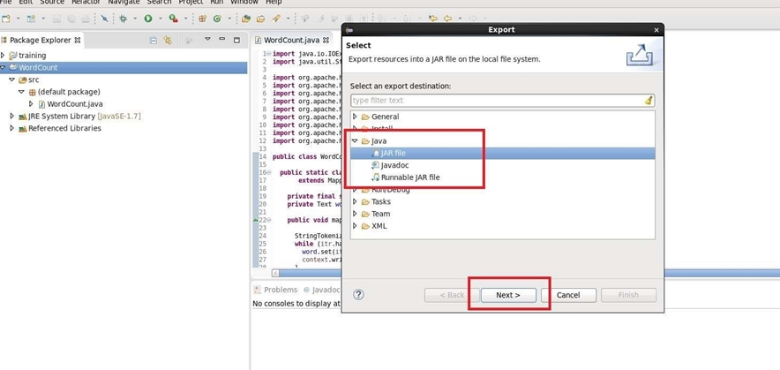 File Edit Source Refactor Navigate Search Project Run Window Help
Package Explorer
training
WordCount
src
(default package)
WordCount.java
JRE System Library [JavaSE-1.7]
Referenced Libraries
WordCount.java
1 import java.io.IOEx
2 import java.util.St
4 import org.apache.h
5 import org.apache.h
6 import org.apache.h
7 import org.apache.h
8 import org.apache.h
9 import org.apache.h
10 import org.apache.h
11 import org.apache.h
12 import org.apache.h
13
14 public class WordCo
15
16 public static clas
17 extends Mapp
18
19 private final s
20 private Text wo
21
22 public void map
23
24 StringTokeniz
25 while (itr.ha
26 word.set(it
27 context.wri
28 }
Problems Javadoc
No consoles to display at
Export
Select
Export resources into a JAR file on the local file system.
Select an export destination:
type filter text
General
Install
Java
JAR file
Javadoc
Runnable JAR file
Run/Debug
Tasks
Team
XML
?
< Back
Next >
Cancel
Finish